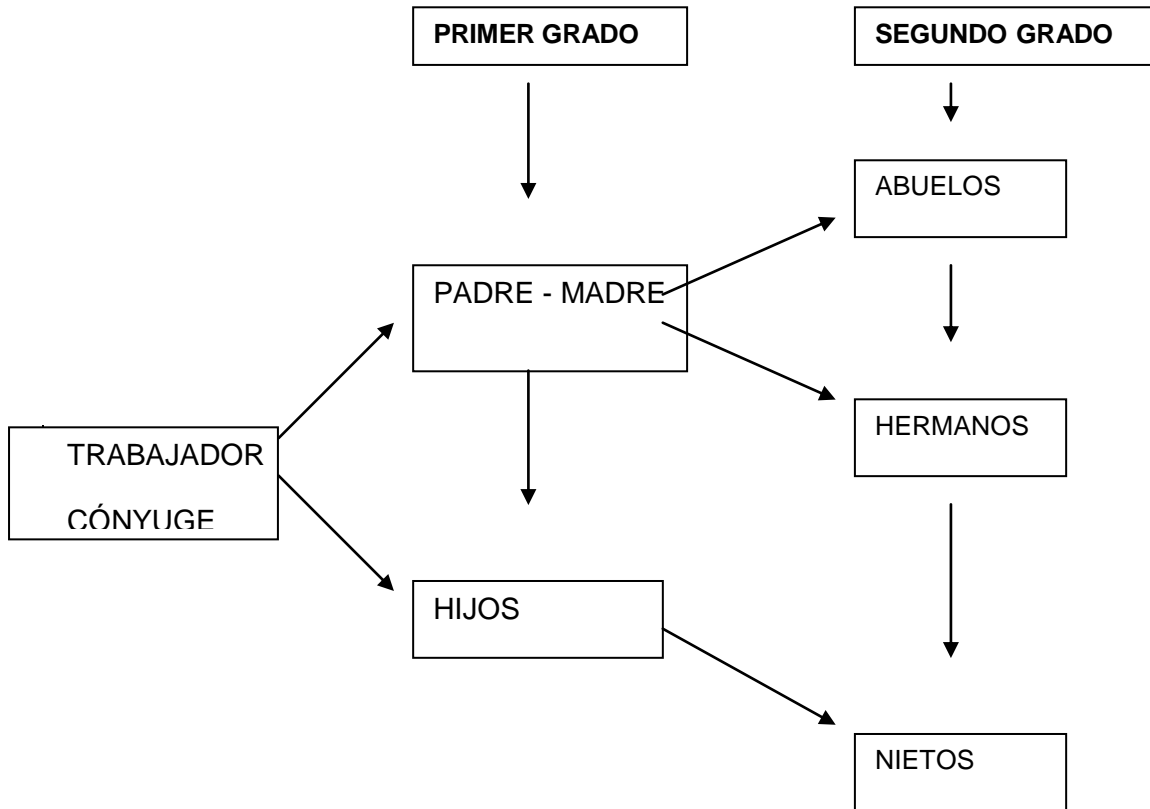 PRIMER GRADO
SEGUNDO GRADO
ABUELOS
PADRE - MADRE
HERMANOS
TRABAJADOR
CÓNYUGE
HIJOS
NIETOS